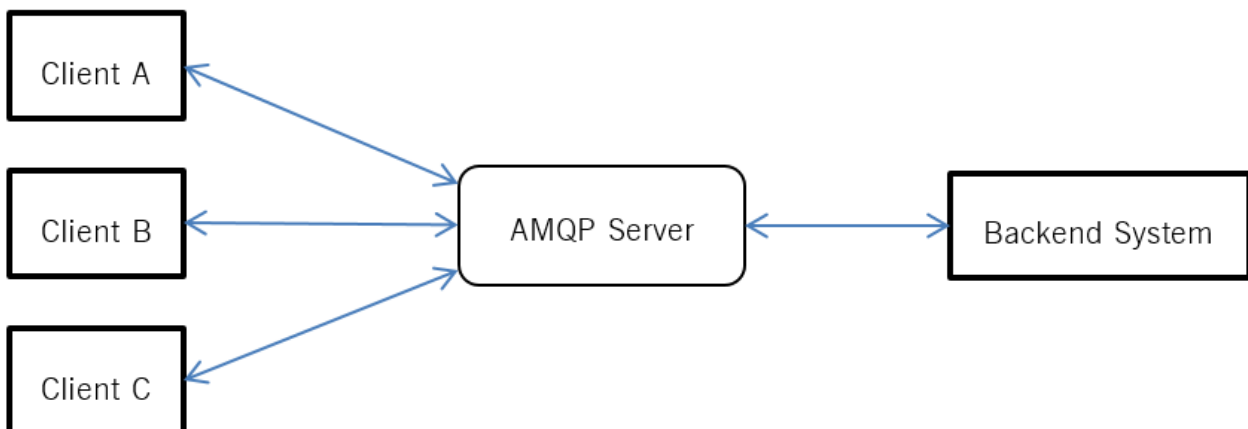 Client A
Client B
AMQP Server
Backend System
Client C